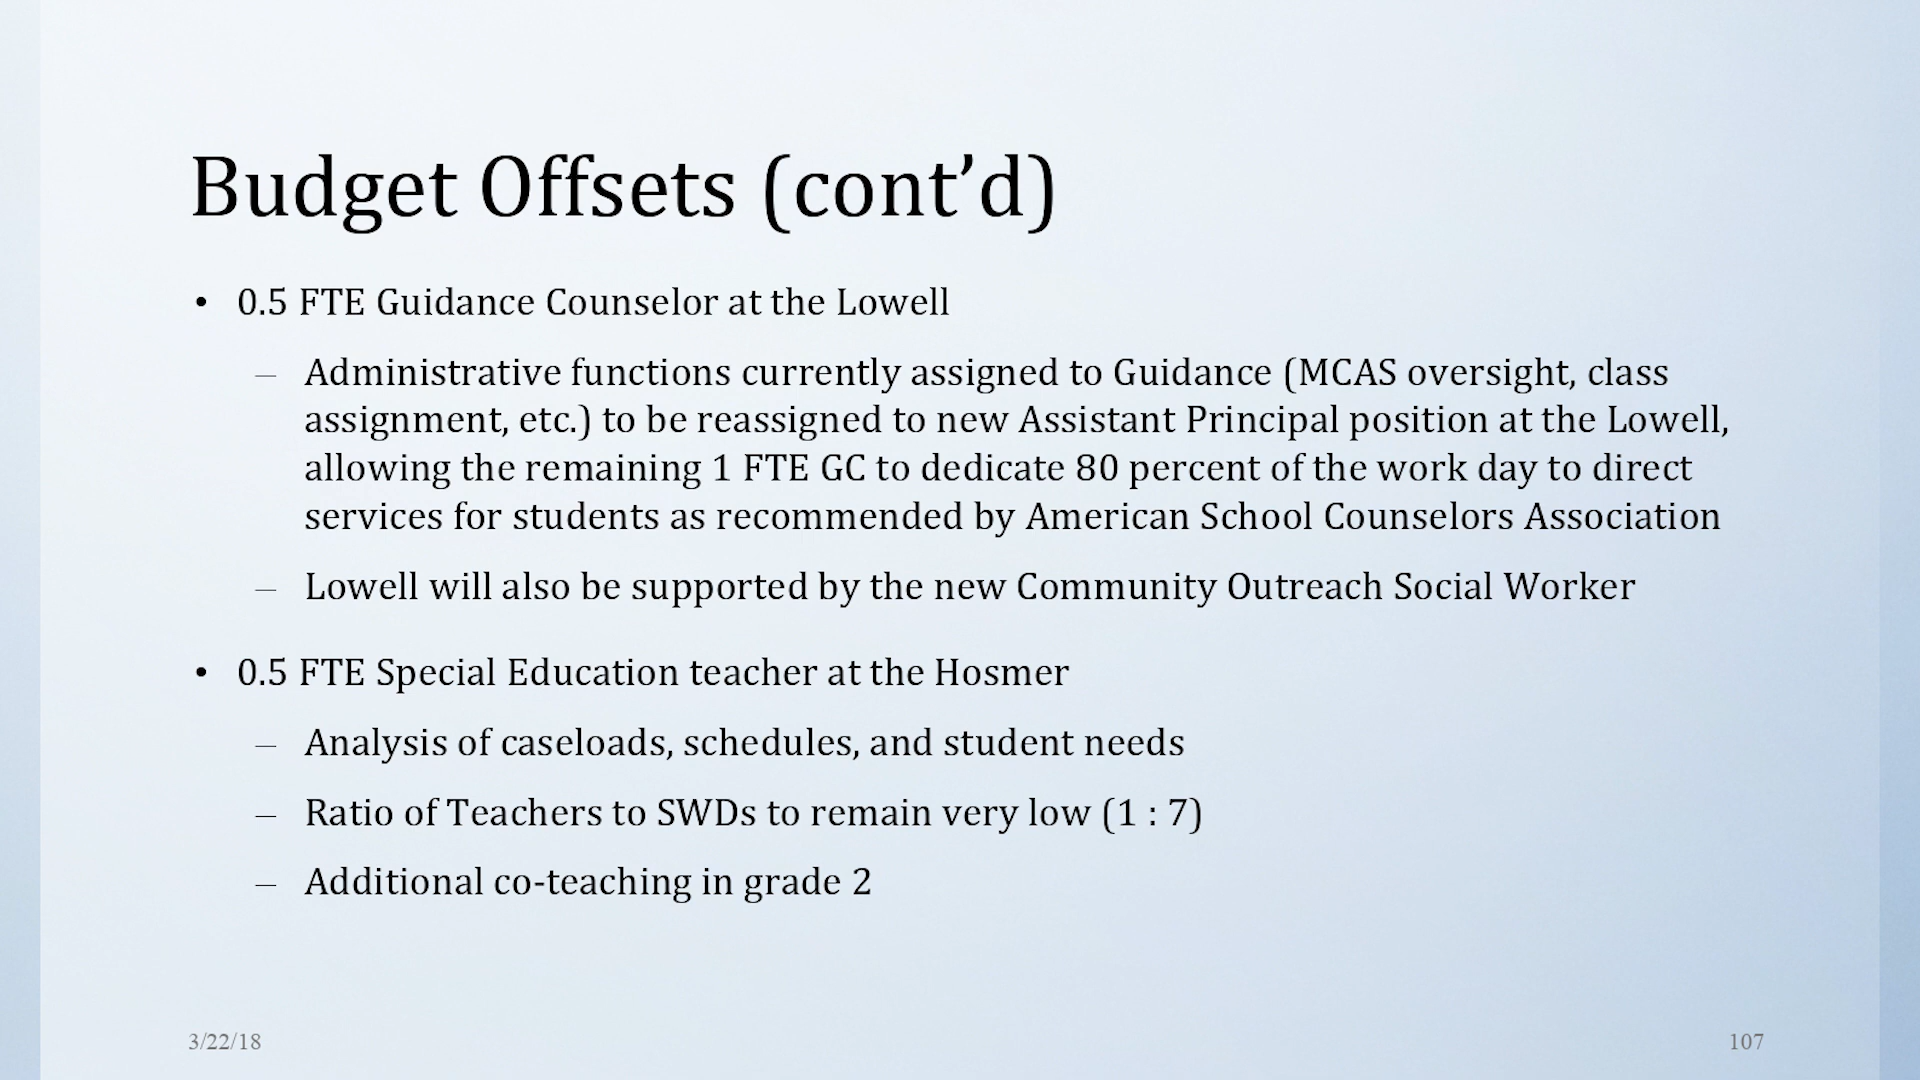 Budget Offsets (cont’d)
• 0.5 FTE Guidance Counselor at the Lowell
– Administrative functions currently assigned to Guidance (MCAS oversight, class
assignment, etc.) to be reassigned to new Assistant Principal position at the Lowell,
allowing the remaining 1 FTE GC to dedicate 80 percent of the work day to direct
services for students as recommended by American School Counselors Association
– Lowell will also be supported by the new Community Outreach Social Worker
• 0.5 FTE Special Education teacher at the Hosmer
– Analysis of caseloads, schedules, and student needs
– Ratio of Teachers to SWDs to remain very low (1 : 7)
– Additional co-teaching in grade 2
3/22/18
107